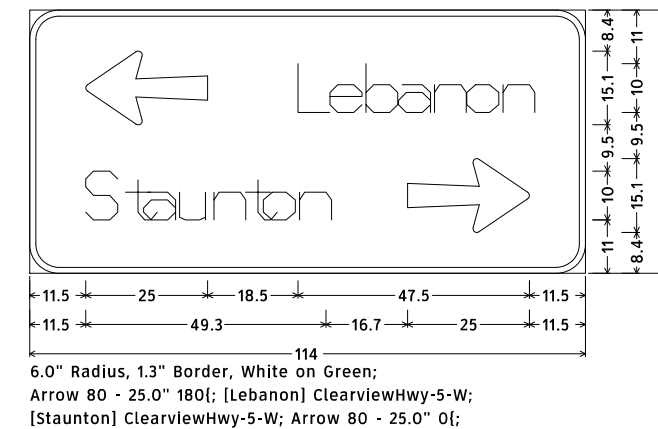 Lebanon
Staunton
8.4 15.1 9.5 10 11
11 10 9.5 15.1 8.4
11.5 25 18.5 47.5 11.5
11.5 49.3 16.7 25 11.5
114
6.0" Radius, 1.3" Border, White on Green;
Arrow 80 - 25.0" 180{; [Lebanon] ClearviewHwy-5-W;
[Staunton] ClearviewHwy-5-W; Arrow 80 - 25.0" 0{;